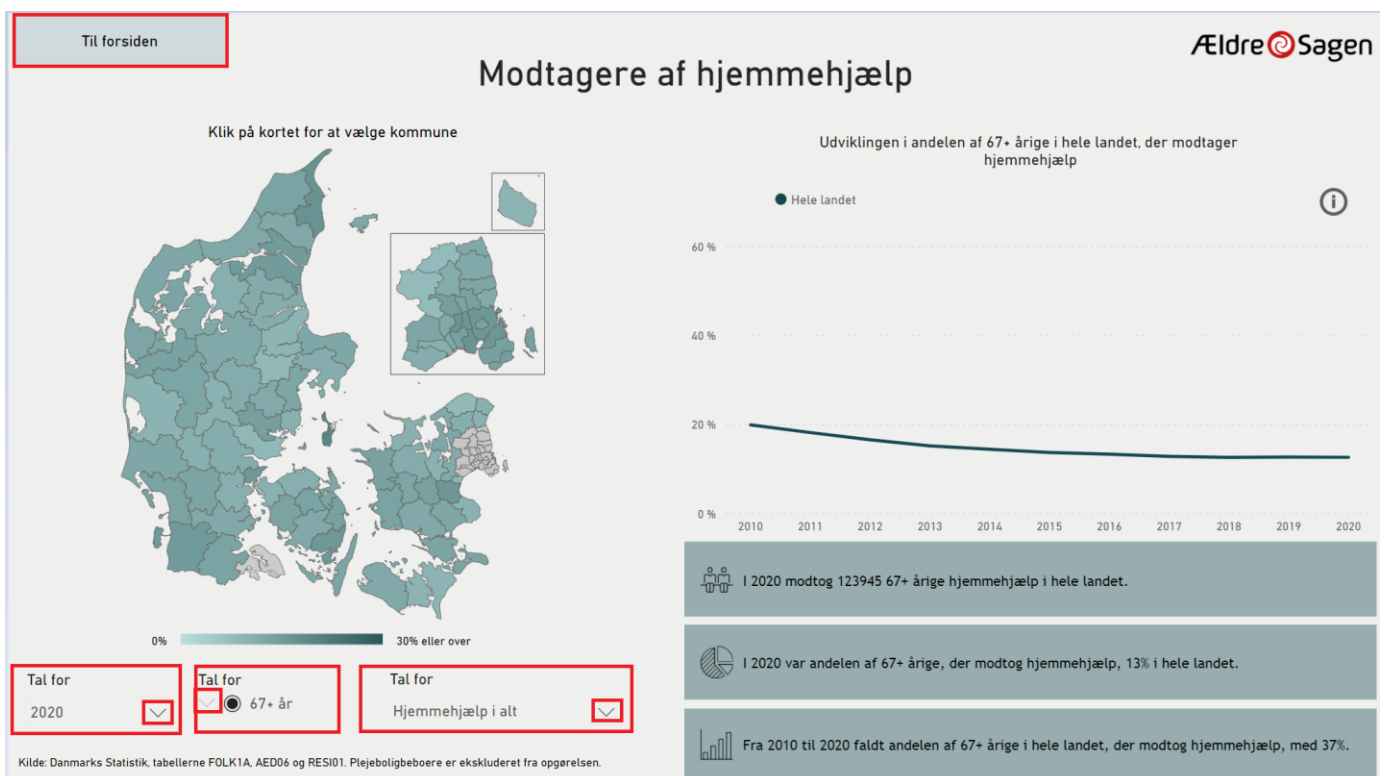 Til forsiden
ÆldreSagen
Modtagere af hjemmehjælp
Klik på kortet for at vælge kommune
Udviklingen i andelen af 67+ årige i hele landet, der modtager
hjemmehjælp
Hele landet
60 %
40 %
20 %
0 %
2010 2011 2012 2013 2014 2015 2016 2017 2018 2019 2020
I 2020 modtog 123945 67+ årige hjemmehjælp i hele landet.
0% 30% eller over
I 2020 var andelen af 67+ årige, der modtog hjemmehjælp, 13% i hele landet.
Tal for
2020
Tal for
67+ år
Tal for
Hjemmehjælp i alt
Fra 2010 til 2020 faldt andelen af 67+ årige i hele landet, der modtog hjemmehjælp, med 37%.
Kilde: Danmarks Statistik, tabellerne FOLK1A, AED06 og RESI01. Plejeboligbeboere er ekskluderet fra opgørelsen.